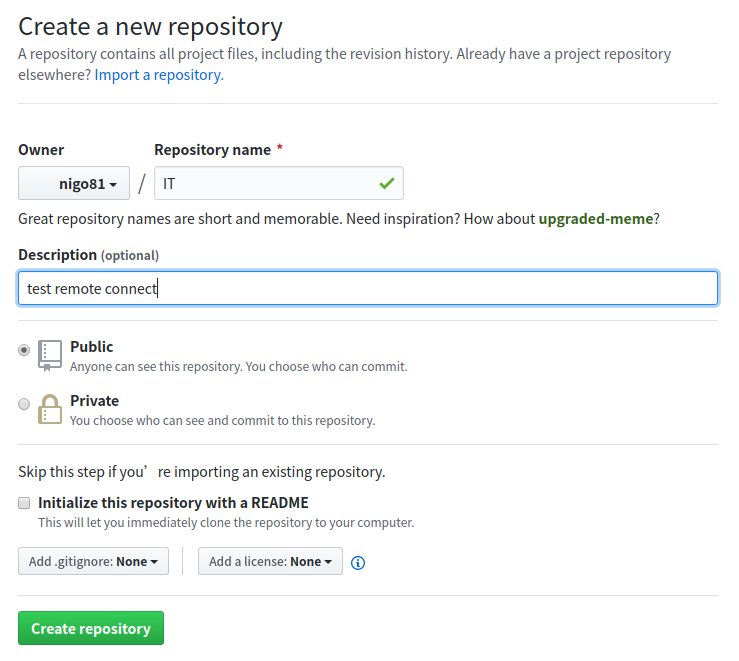 Create a new repository
A repository contains all project files, including the revision history. Already have a project repository
elsewhere? Import a repository.
Owner Repository name *
nigo81 / IT
Great repository names are short and memorable. Need inspiration? How about upgraded-meme?
Description (optional)
test remote connect
Public
Anyone can see this repository. You choose who can commit.
Private
You choose who can see and commit to this repository.
Skip this step if you’re importing an existing repository.
Initialize this repository with a README
This will let you immediately clone the repository to your computer.
Add .gitignore: None Add a license: None
Create repository